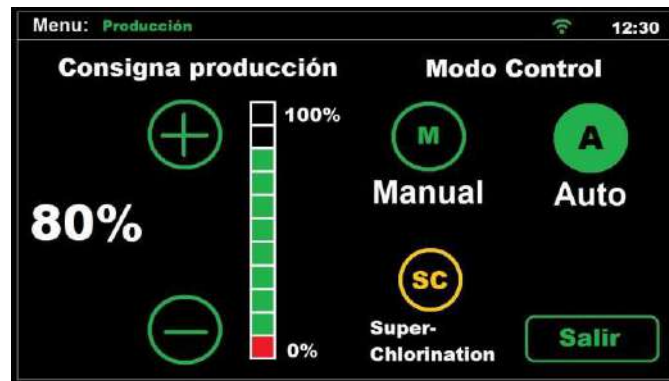 Menu: Producción
12:30
Consigna producción
Modo Control
100%
M
A
Manual
Auto
80%
SC
Super-
Chlorination
0%
Salir